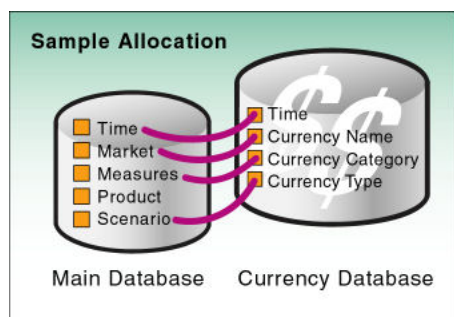 Sample Allocation
Time
Market
Measures
Product
Scenario
$$
Time
Currency Name
Currency Category
Currency Type
Main Database
Currency Database